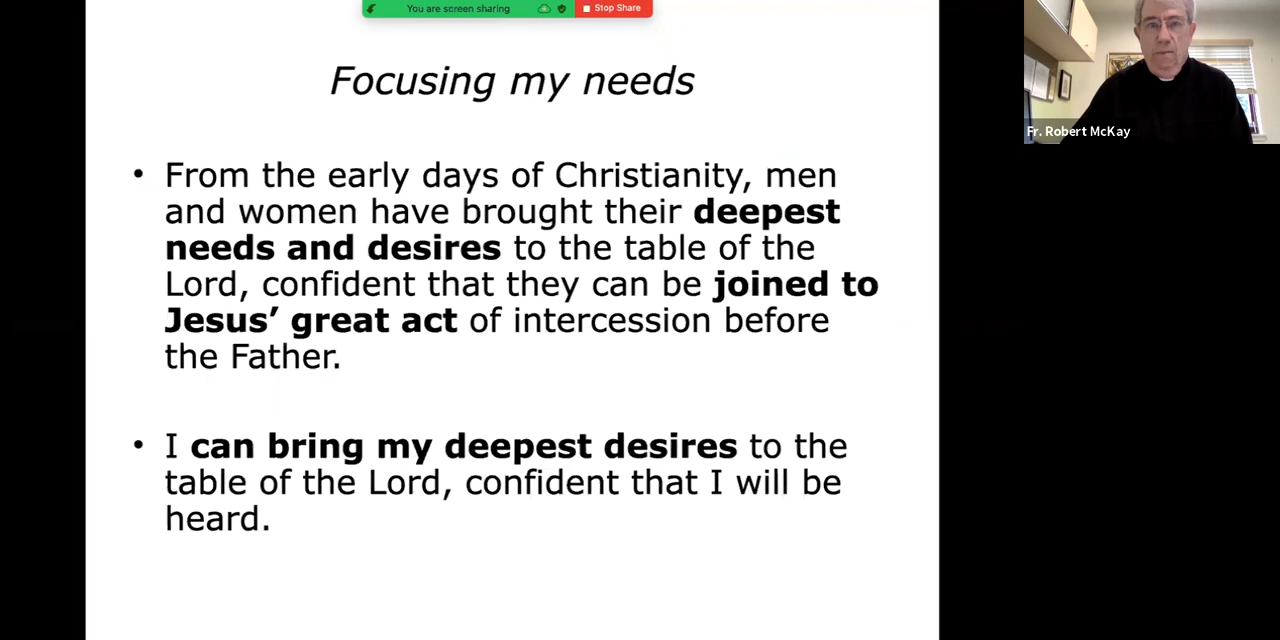 You are screen sharing
Stop Share
Fr. Robert McKay
Focusing my needs
• From the early days of Christianity, men
and women have brought their deepest
needs and desires to the table of the
Lord, confident that they can be joined to
Jesus’ great act of intercession before
the Father.
• I can bring my deepest desires to the
table of the Lord, confident that I will be
heard.